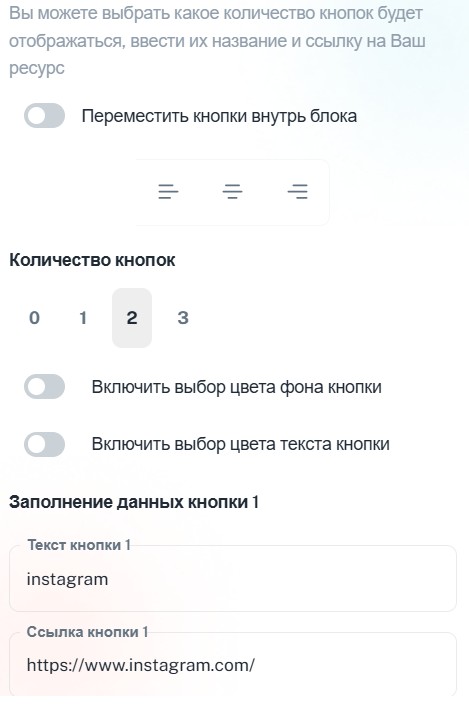 Вы можете выбрать какое количество кнопок будет
отображаться, ввести их название и ссылку на Ваш
ресурс
Переместить кнопки внутрь блока
Количество кнопок
0 1 2 3
Включить выбор цвета фона кнопки
Включить выбор цвета текста кнопки
Заполнение данных кнопки 1
Текст кнопки 1
instagram
Ссылка кнопки 1
https://www.instagram.com/